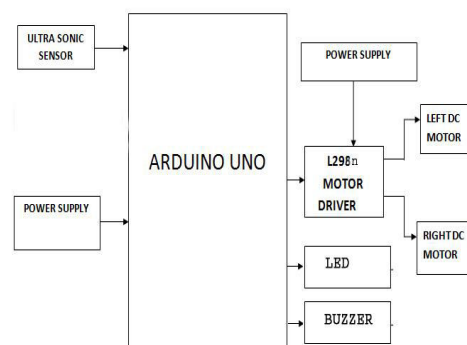 ULTRA SONIC
SENSOR
POWER SUPPLY
ARDUINO UNO
POWER SUPPLY
L298n
MOTOR
DRIVER
LEFT DC
MOTOR
RIGHT DC
MOTOR
LED
BUZZER